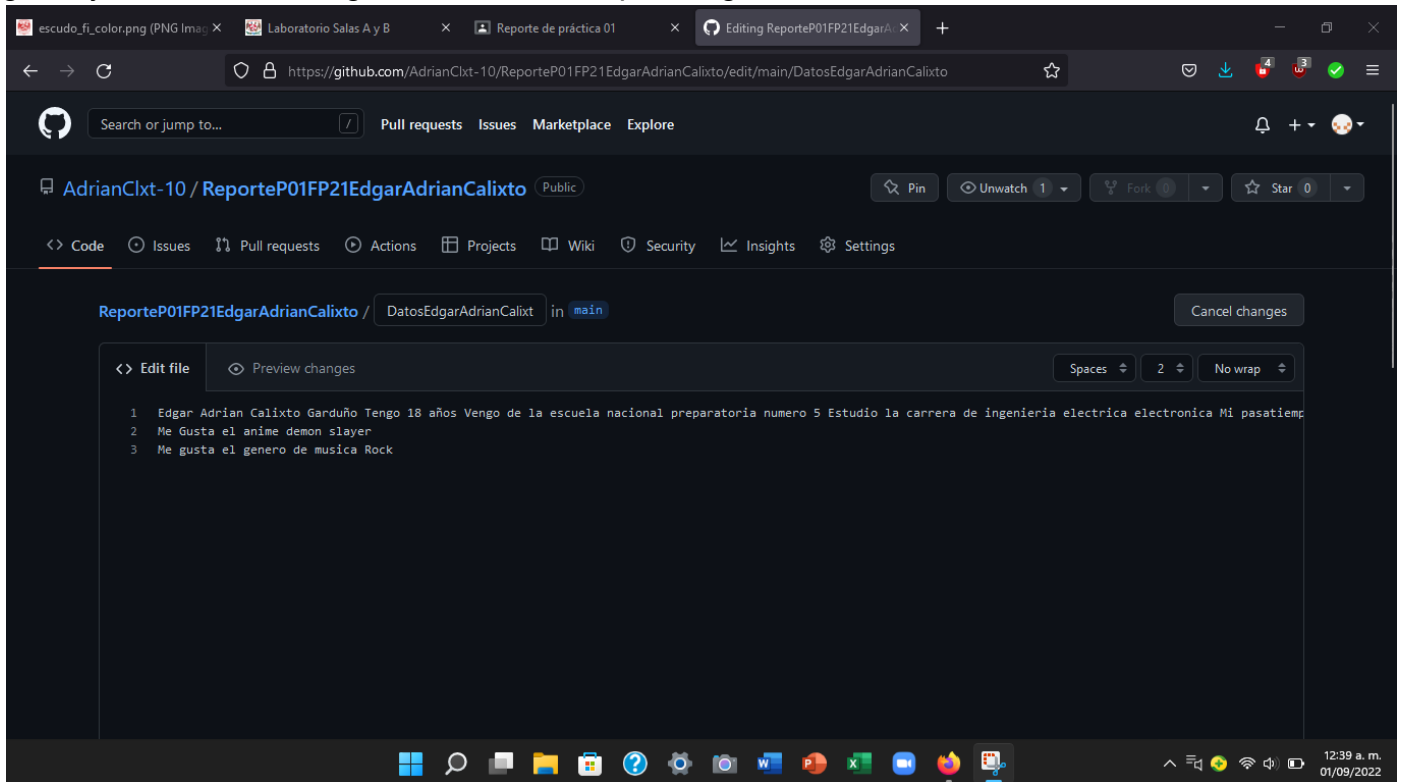 escudo_fi_color.png (PNG Imag
Laboratorio Salas A y B
Reporte de práctica 01
Editing ReporteP01FP21EdgarAd
https://github.com/AdrianClxt-10/ReporteP01FP21EdgarAdrianCalixto/edit/main/DatosEdgarAdrianCalixto
4
3
Search or jump to...
/
Pull requests Issues Marketplace Explore
AdrianClxt-10 / ReporteP01FP21EdgarAdrianCalixto Public
Pin
Unwatch 1
Fork 0
Star 0
<> Code Issues Pull requests Actions Projects Wiki Security Insights Settings
ReporteP01FP21EdgarAdrianCalixto / DatosEdgarAdrianCalixt in main
Cancel changes
<> Edit file
Preview changes
Spaces
2
No wrap
1 Edgar Adrian Calixto Garduño Tengo 18 años Vengo de la escuela nacional preparatoria numero 5 Estudio la carrera de ingenieria electrica electronica Mi pasatiemp
2 Me Gusta el anime demon slayer
3 Me gusta el genero de musica Rock
12:39 a. m.
01/09/2022